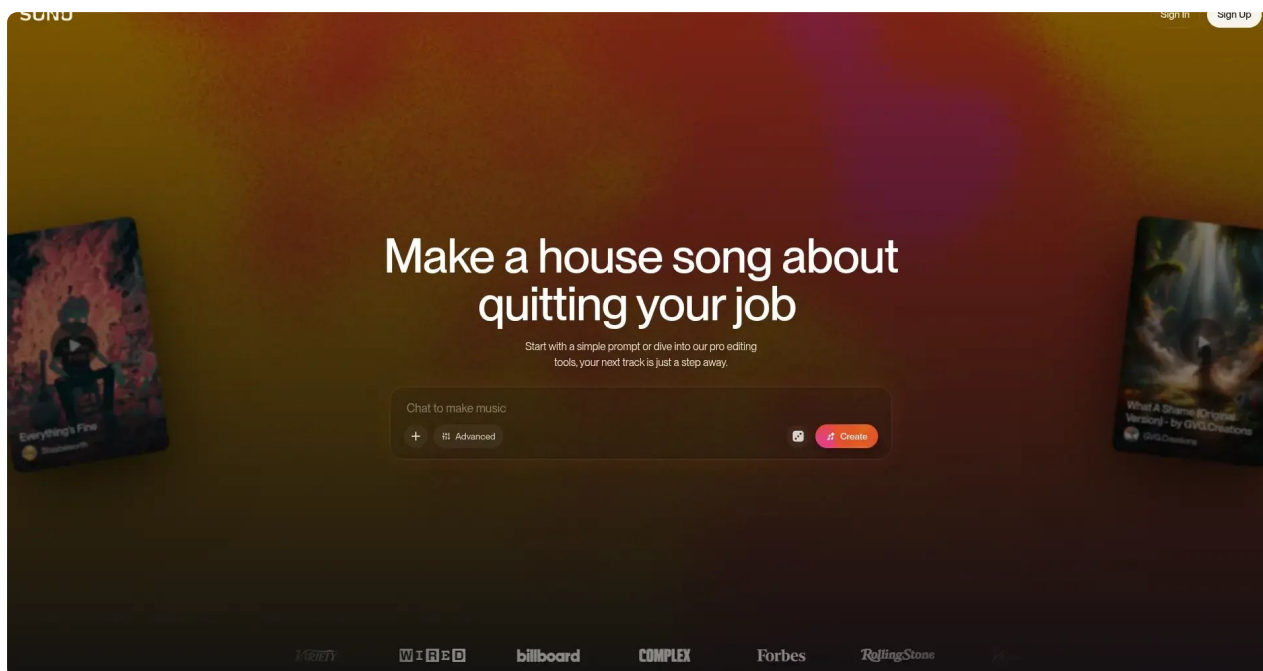 SUNO
Sign In
Sign Up
Make a house song about
quitting your job
Start with a simple prompt or dive into our pro editing
tools, your next track is just a step away.
Chat to make music
Advanced
Create
Everything's Fine
What A Shame [Original
Version] - by GVG.Creations
GVG.Creations
VARIETY
WIRED
billboard
COMPLEX
Forbes
RollingStone